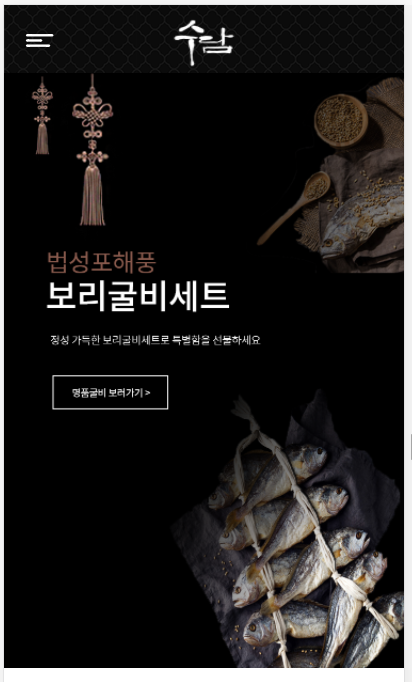 수달
법성포해풍
보리굴비세트
정성 가득한 보리굴비세트로 특별함을 선물하세요
명품굴비 보러가기 >